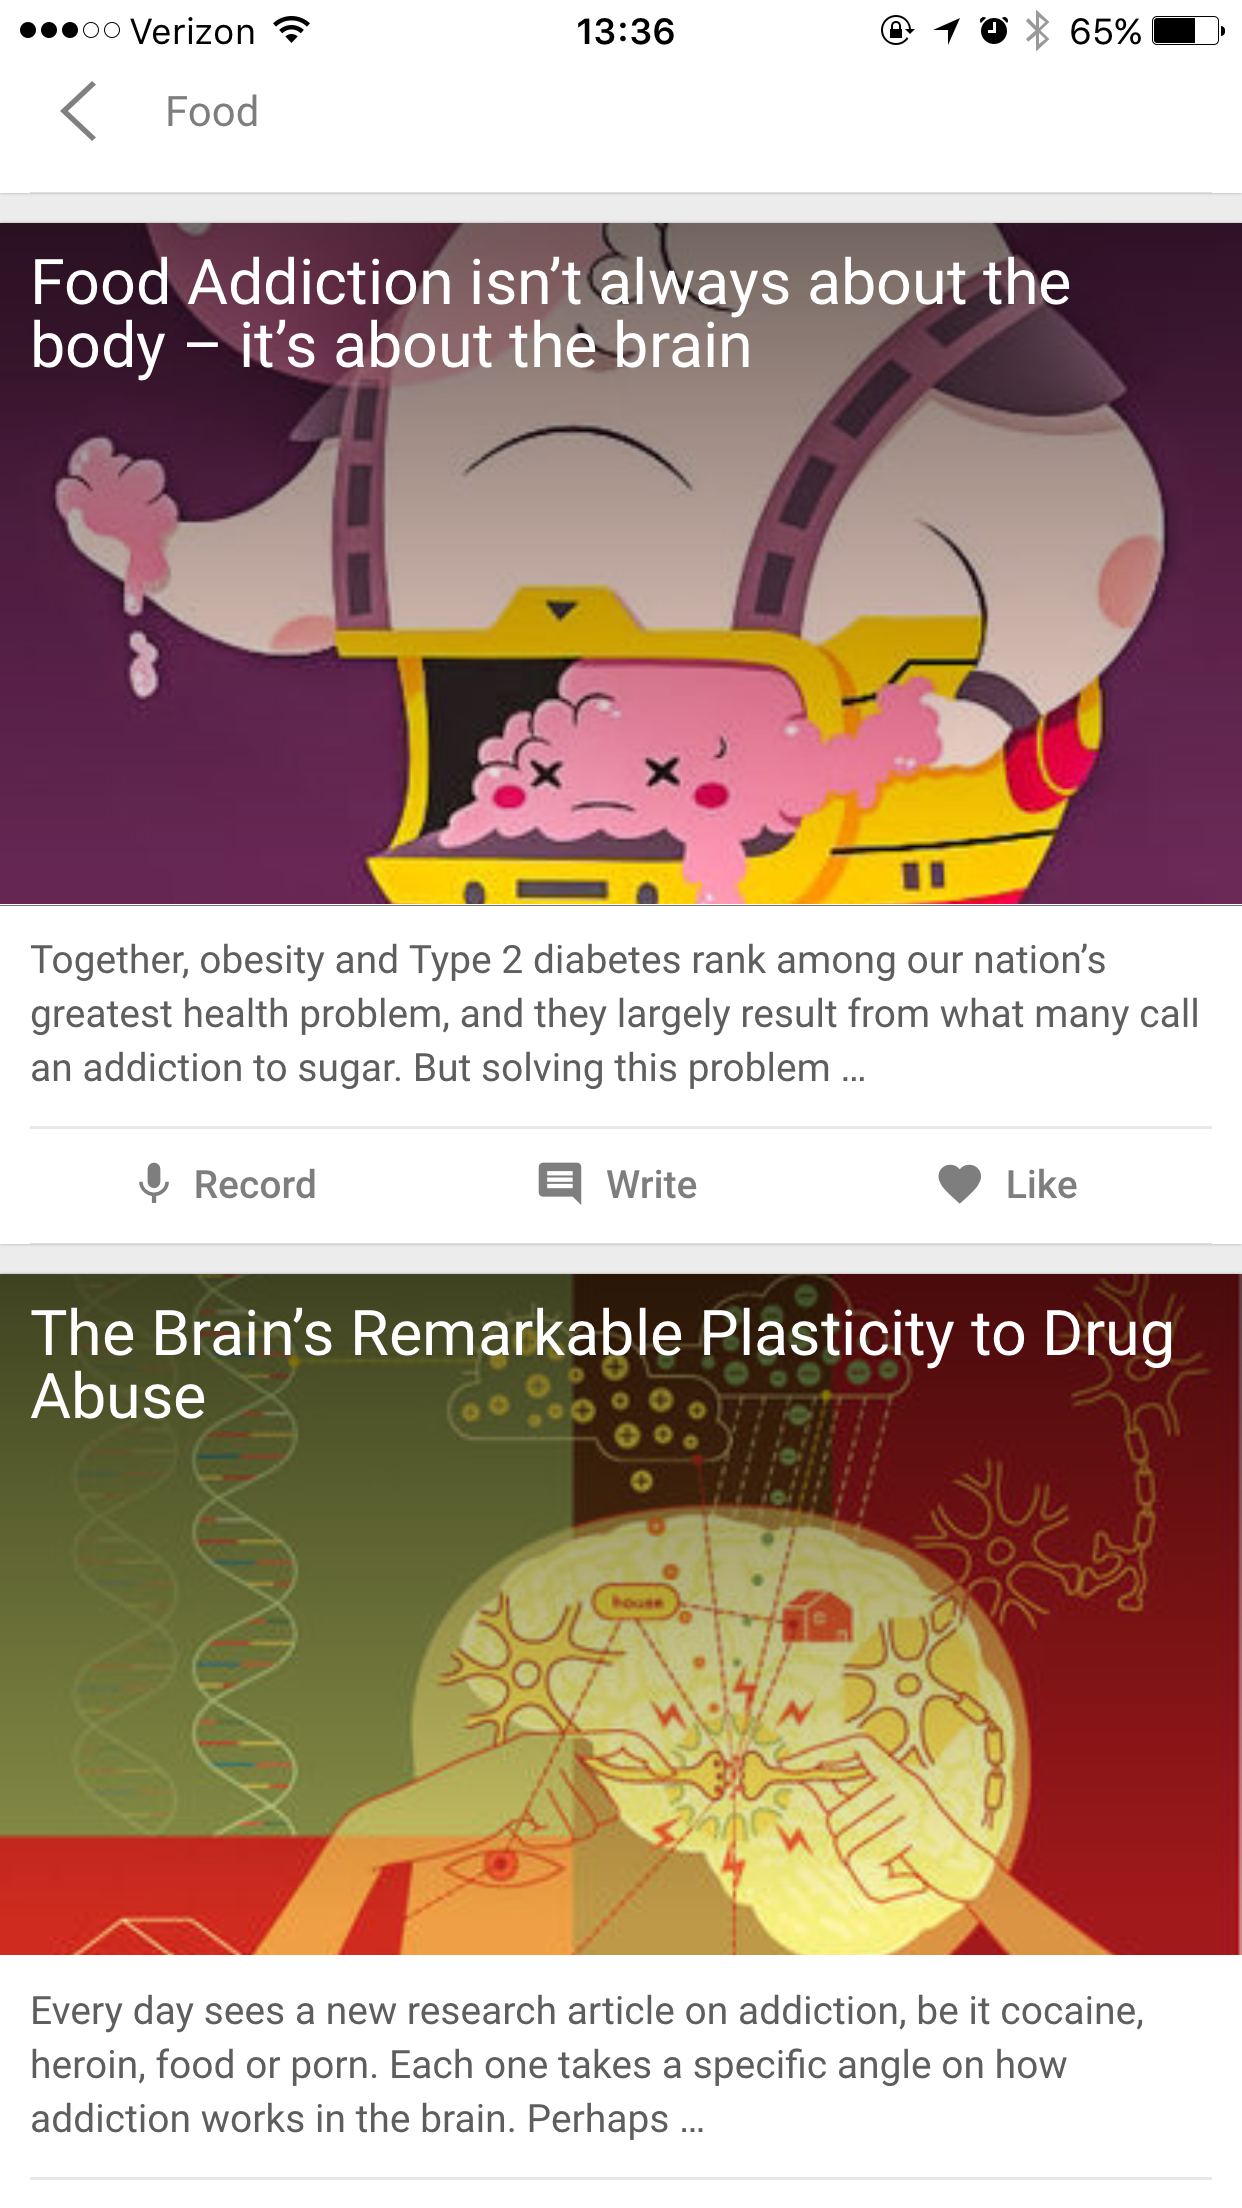 Verizon 13:36 65%
Food
Food Addiction isn’t always about the
body – it’s about the brain
Together, obesity and Type 2 diabetes rank among our nation’s
greatest health problem, and they largely result from what many call
an addiction to sugar. But solving this problem ...
Record Write Like
The Brain’s Remarkable Plasticity to Drug
Abuse
house
Every day sees a new research article on addiction, be it cocaine,
heroin, food or porn. Each one takes a specific angle on how
addiction works in the brain. Perhaps ...